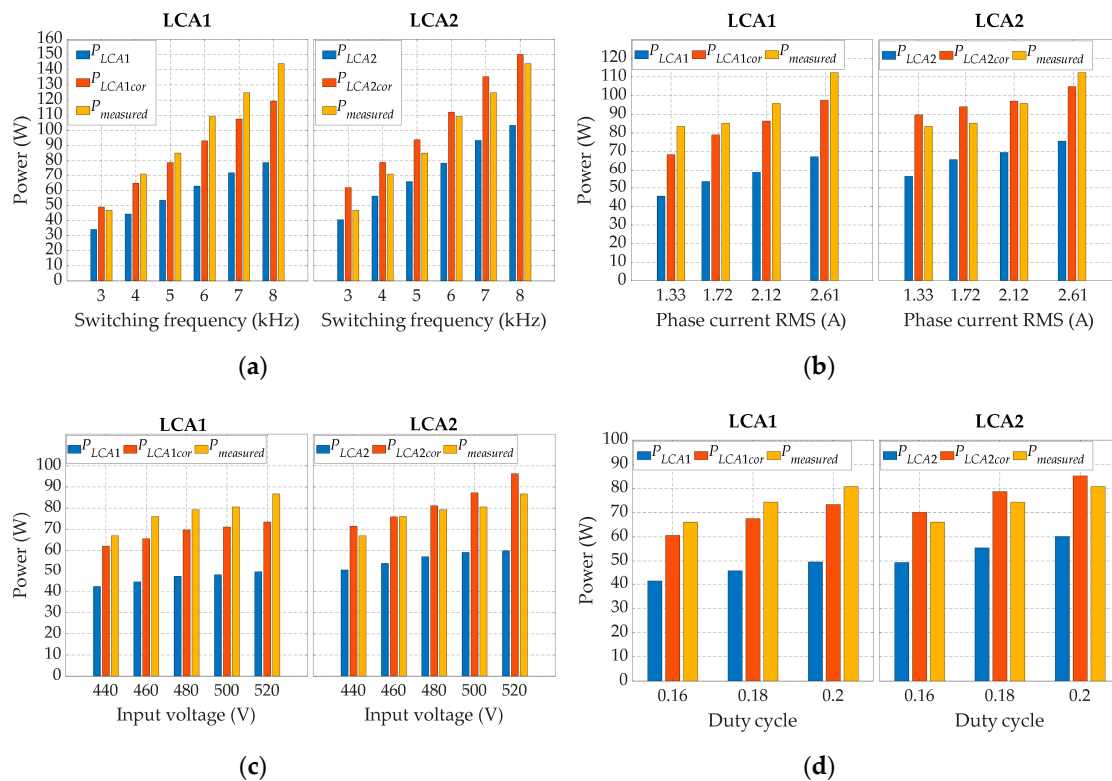 LCA1
LCA2
Power (W)
160
150
140
130
120
110
100
90
80
70
60
50
40
30
20
10
0
P_LCA1
P_LCA1cor
P_measured
P_LCA2
P_LCA2cor
P_measured
3 4 5 6 7 8
3 4 5 6 7 8
Switching frequency (kHz)
Switching frequency (kHz)
(a)
LCA1
LCA2
Power (W)
120
110
100
90
80
70
60
50
40
30
20
10
0
P_LCA1 P_LCA1cor P_measured
P_LCA2 P_LCA2cor P_measured
1.33 1.72 2.12 2.61
1.33 1.72 2.12 2.61
Phase current RMS (A)
Phase current RMS (A)
(b)
LCA1
LCA2
P_LCA1 P_LCA1cor P_measured
P_LCA2 P_LCA2cor P_measured
Power (W)
100
90
80
70
60
50
40
30
20
10
0
440 460 480 500 520
440 460 480 500 520
Input voltage (V)
Input voltage (V)
(c)
LCA1
LCA2
Power (W)
100
90
80
70
60
50
40
30
20
10
0
P_LCA1 P_LCA1cor P_measured
P_LCA2 P_LCA2cor P_measured
0.16 0.18 0.2
0.16 0.18 0.2
Duty cycle
Duty cycle
(d)